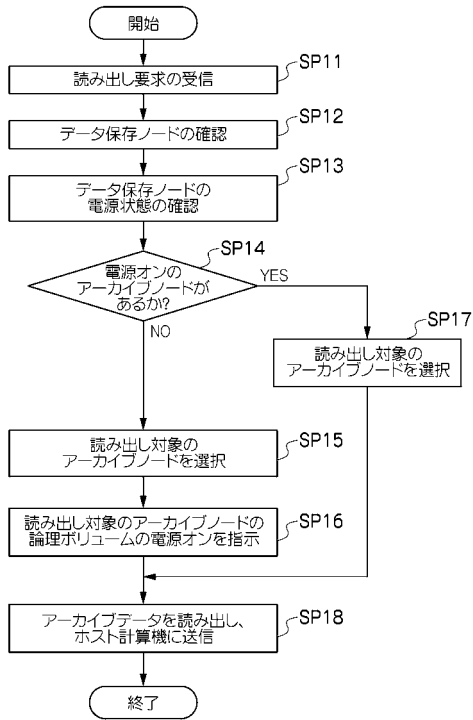 開始
SP11
読み出し要求の受信
SP12
データ保存ノードの確認
SP13
データ保存ノードの
電源状態の確認
SP14
電源オンの
アーカイブノードが
あるか?
YES
NO
SP17
読み出し対象の
アーカイブノードを選択
SP15
読み出し対象の
アーカイブノードを選択
SP16
読み出し対象のアーカイブノードの
論理ボリュームの電源オンを指示
SP18
アーカイブデータを読み出し、
ホスト計算機に送信
終了